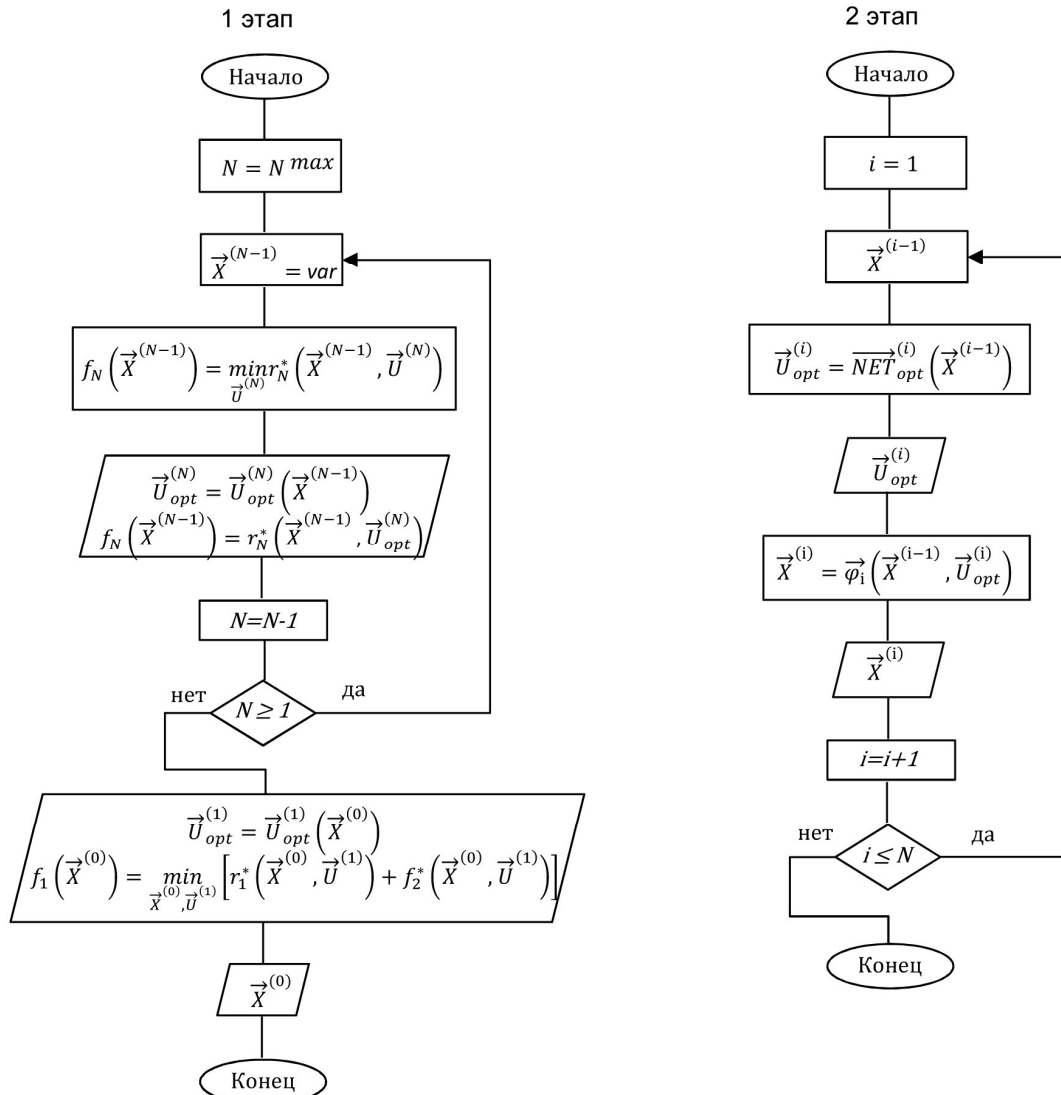 1 этап
Начало
N = N^max
X⃗^(N−1) = var
f_N(X⃗^(N−1)) = min_{U⃗^(N)} r*_N(X⃗^(N−1), U⃗^(N))
U⃗^(N)_opt = U⃗^(N)_opt(X⃗^(N−1))
f_N(X⃗^(N−1)) = r*_N(X⃗^(N−1), U⃗^(N)_opt)
N=N-1
нет
N ≥ 1
да
U⃗^(1)_opt = U⃗^(1)_opt(X⃗^(0))
f_1(X⃗^(0)) = min_{X⃗^(0),U⃗^(1)} [r*_1(X⃗^(0), U⃗^(1)) + f*_2(X⃗^(0), U⃗^(1))]
X⃗^(0)
Конец
2 этап
Начало
i = 1
X⃗^(i−1)
U⃗^(i)_opt = NET⃗^(i)_opt(X⃗^(i−1))
U⃗^(i)_opt
X⃗^(i) = φ⃗_i(X⃗^(i−1), U⃗^(i)_opt)
X⃗^(i)
i=i+1
нет
i ≤ N
да
Конец